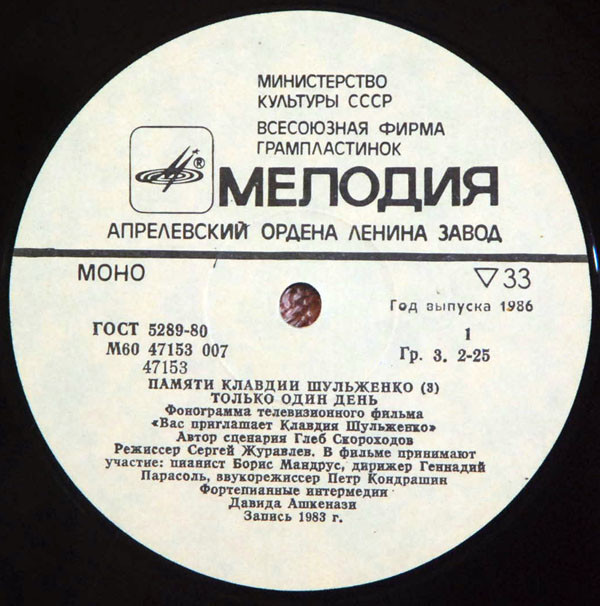 МИНИСТЕРСТВО
КУЛЬТУРЫ СССР
ВСЕСОЮЗНАЯ ФИРМА
ГРАМПЛАСТИНОК
®
МЕЛОДИЯ
АПРЕЛЕВСКИЙ ОРДЕНА ЛЕНИНА ЗАВОД
МОНО
▽33
Год выпуска 1986
ГОСТ 5289-80
1
М60 47153 007
Гр. 3. 2-25
47153
ПАМЯТИ КЛАВДИИ ШУЛЬЖЕНКО (3)
ТОЛЬКО ОДИН ДЕНЬ
Фонограмма телевизионного фильма
«Вас приглашает Клавдия Шульженко»
Автор сценария Глеб Скороходов
Режиссер Сергей Журавлев. В фильме принимают
участие: пианист Борис Мандрус, дирижер Геннадий
Парасоль, звукорежиссер Петр Кондрашин
Фортепианные интермедии
Давида Ашкенази
Запись 1983 г.